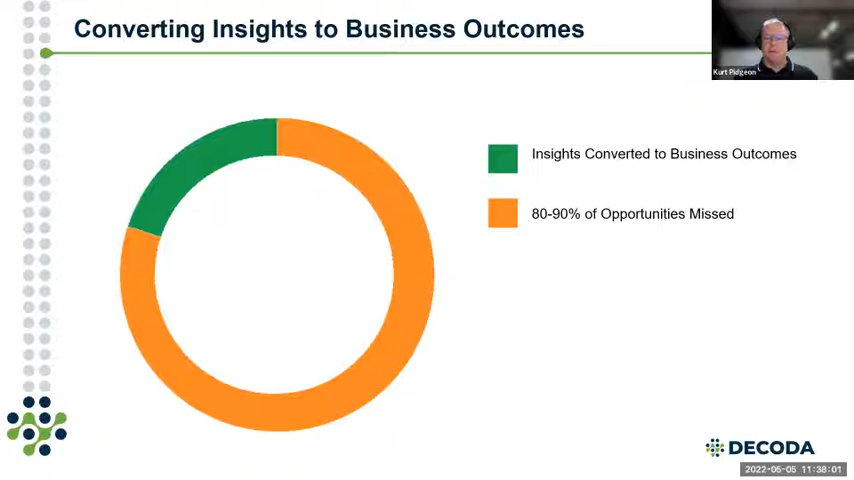 Converting Insights to Business Outcomes
Kurt Pidgeon
Insights Converted to Business Outcomes
80-90% of Opportunities Missed
DECODA
2022-05-05 11:38:01